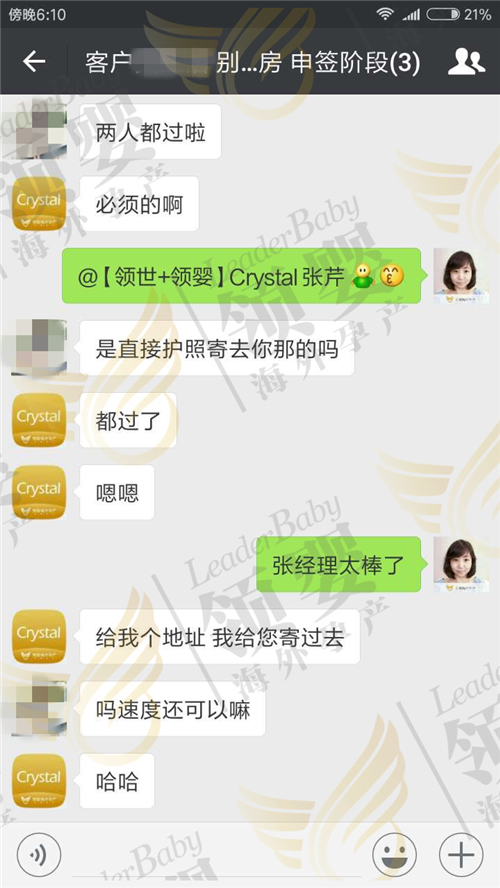 傍晚6:10
21%
客户
别...房 申签阶段(3)
两人都过啦
Crystal
必须的啊
@【领世+领婴】Crystal 张芹
是直接护照寄去你那的吗
Crystal
都过了
Crystal
嗯嗯
张经理太棒了
Crystal
给我个地址 我给您寄过去
吗速度还可以嘛
Crystal
哈哈
LeaderBaby
领婴
海外孕产